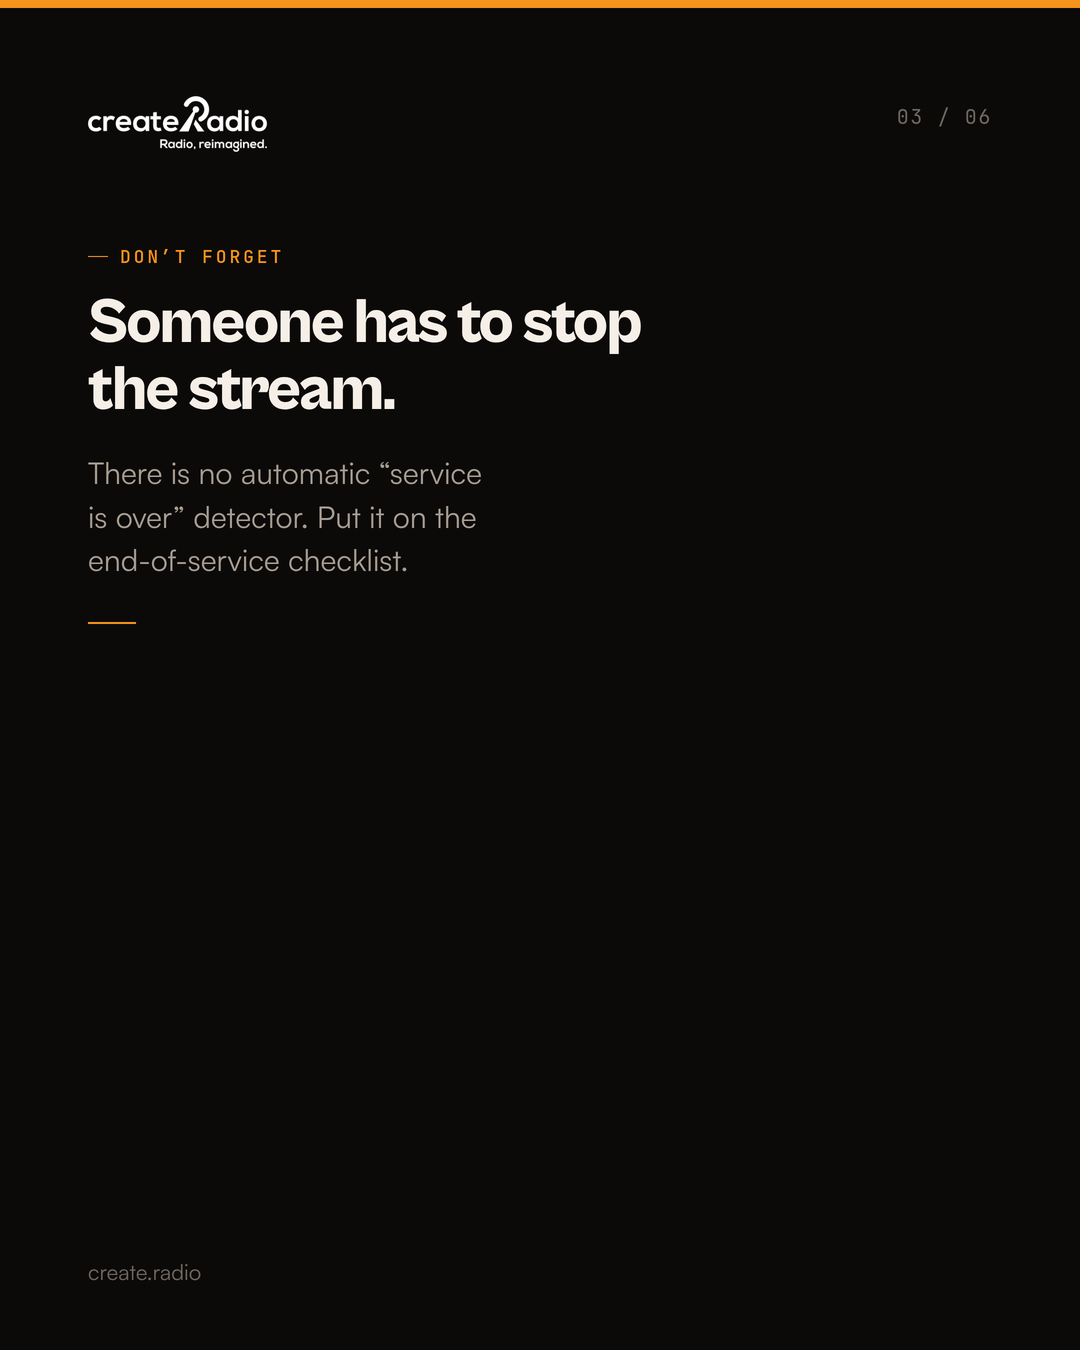 createRadio
Radio, reimagined.
03 / 06
— DON’T FORGET
Someone has to stop
the stream.
There is no automatic “service
is over” detector. Put it on the
end-of-service checklist.
create.radio